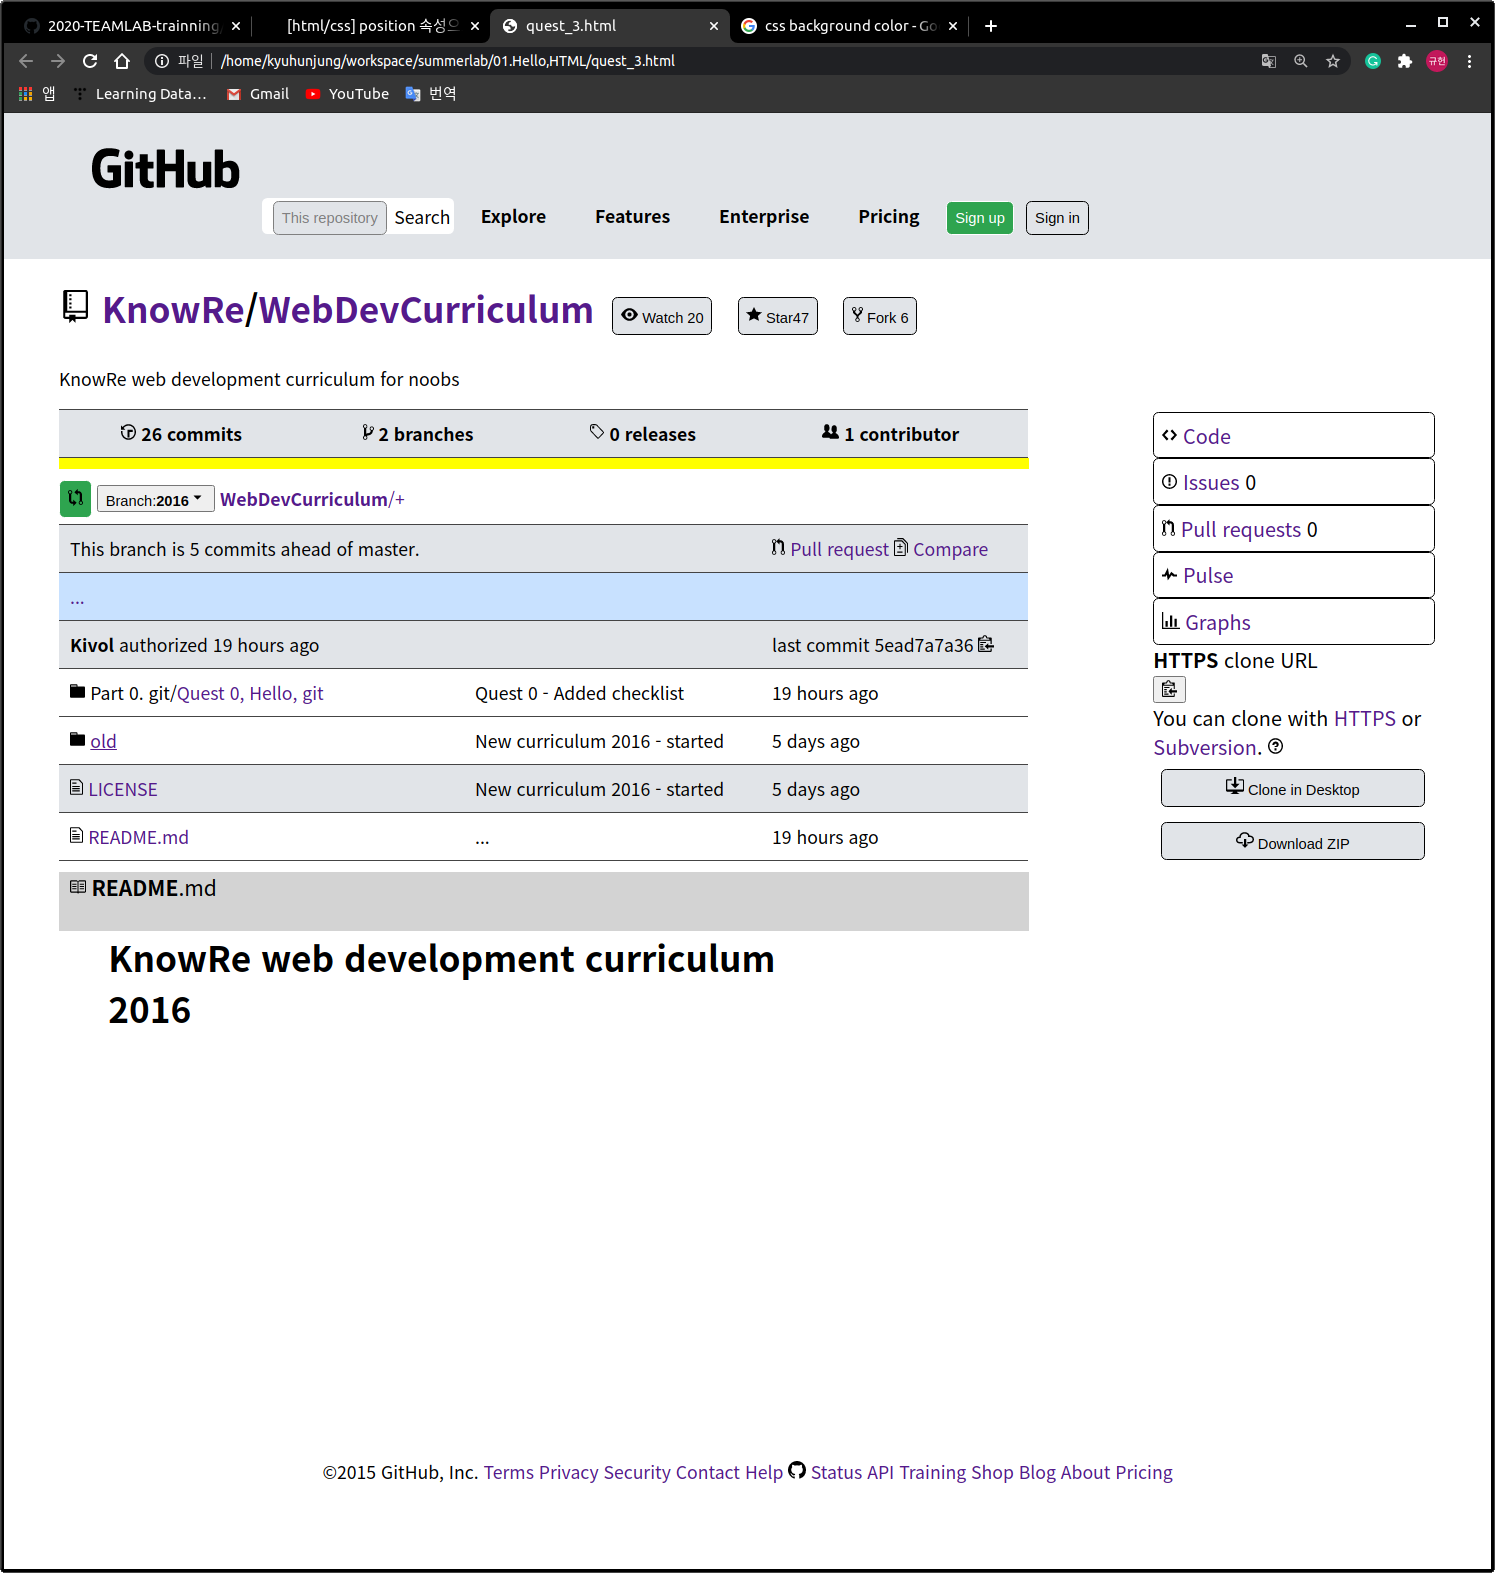 2020-TEAMLAB-trainning
[html/css] position 속성으
quest_3.html
css background color - Go
파일
/home/kyuhunjung/workspace/summerlab/01.Hello,HTML/quest_3.html
규헌
앱
Learning Data...
Gmail
YouTube
번역
GitHub
This repository Search Explore Features Enterprise Pricing Sign up Sign in
KnowRe/WebDevCurriculum Watch 20 Star47 Fork 6
KnowRe web development curriculum for noobs
26 commits 2 branches 0 releases 1 contributor
Branch:2016 WebDevCurriculum/+
This branch is 5 commits ahead of master. Pull request Compare
...
Kivol authorized 19 hours ago last commit 5ead7a7a36
Part 0. git/Quest 0, Hello, git Quest 0 - Added checklist 19 hours ago
old New curriculum 2016 - started 5 days ago
LICENSE New curriculum 2016 - started 5 days ago
README.md ... 19 hours ago
README.md
KnowRe web development curriculum
2016
Code
Issues 0
Pull requests 0
Pulse
Graphs
HTTPS clone URL
You can clone with HTTPS or
Subversion.
Clone in Desktop
Download ZIP
©2015 GitHub, Inc. Terms Privacy Security Contact Help Status API Training Shop Blog About Pricing